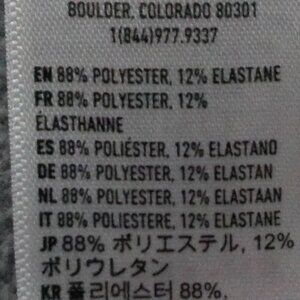 BOULDER, COLORADO 80301
1(844)977.9337
EN 88% POLYESTER, 12% ELASTANE
FR 88% POLYESTER, 12%
ÉLASTHANNE
ES 88% POLIÉSTER, 12% ELASTANO
DE 88% POLYESTER, 12% ELASTAN
NL 88% POLYESTER, 12% ELASTAAN
IT 88% POLIESTERE, 12% ELASTANE
JP 88% ポリエステル, 12%
ポリウレタン
KR 폴리에스터 88%,